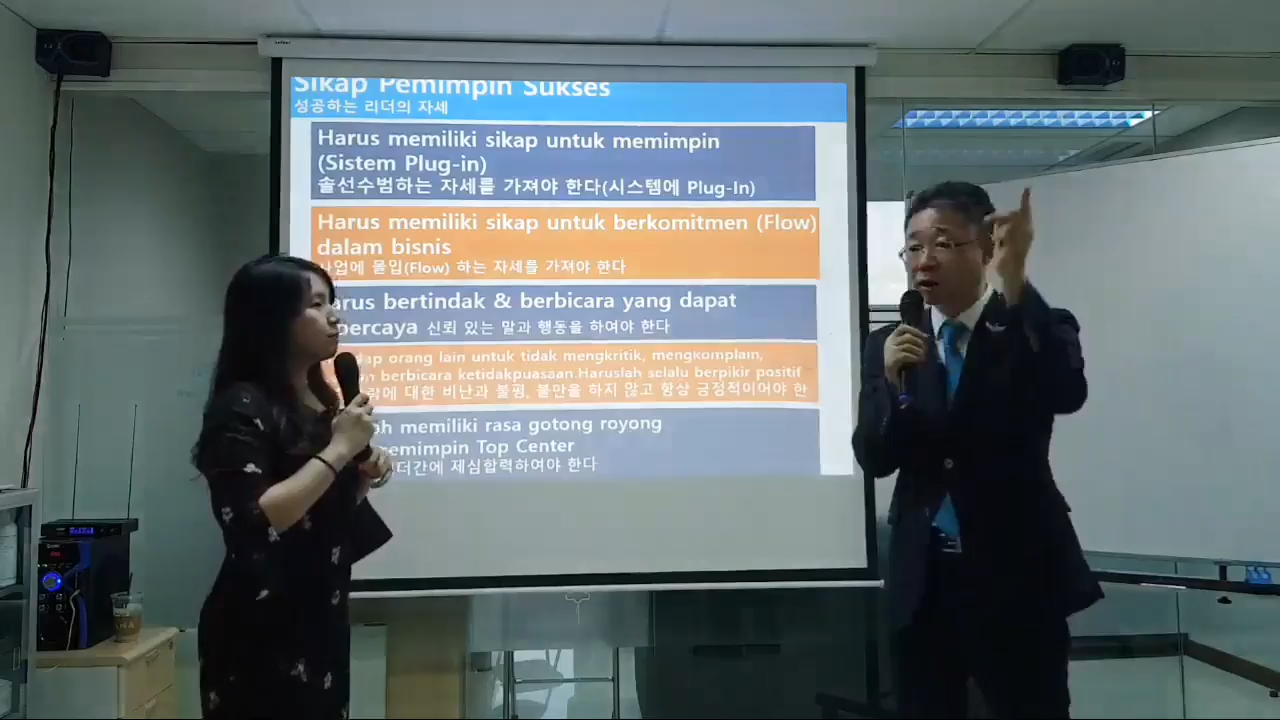 Sikap Pemimpin Sukses
성공하는 리더의 자세
Harus memiliki sikap untuk memimpin
(Sistem Plug-in)
솔선수범하는 자세를 가져야 한다(시스템에 Plug-In)
Harus memiliki sikap untuk berkomitmen (Flow)
dalam bisnis
사업에 몰입(Flow) 하는 자세를 가져야 한다
arus bertindak & berbicara yang dapat
percaya 신뢰 있는 말과 행동을 하여야 한다
orang lain untuk tidak mengkritik, mengkomplain,
berbicara ketidakpuasaan.Haruslah selalu berpikir positif
대한 비난과 불평, 불만을 하지 않고 항상 긍정적이어야 한
memiliki rasa gotong royong
emimpin Top Center
더간에 제심합력하여야 한다